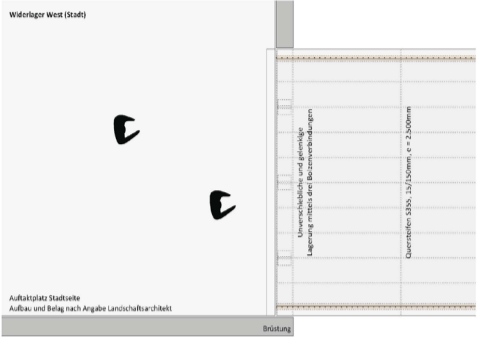 Widerlager West (Stadt)
Unverschiebliche und gelenkige
Lagerung mittels drei Bolzenverbindungen
Quersteifen S355, 15/150mm, e = 2.500mm
Auftaktplatz Stadtseite
Aufbau und Belag nach Angabe Landschaftsarchitekt
Brüstung